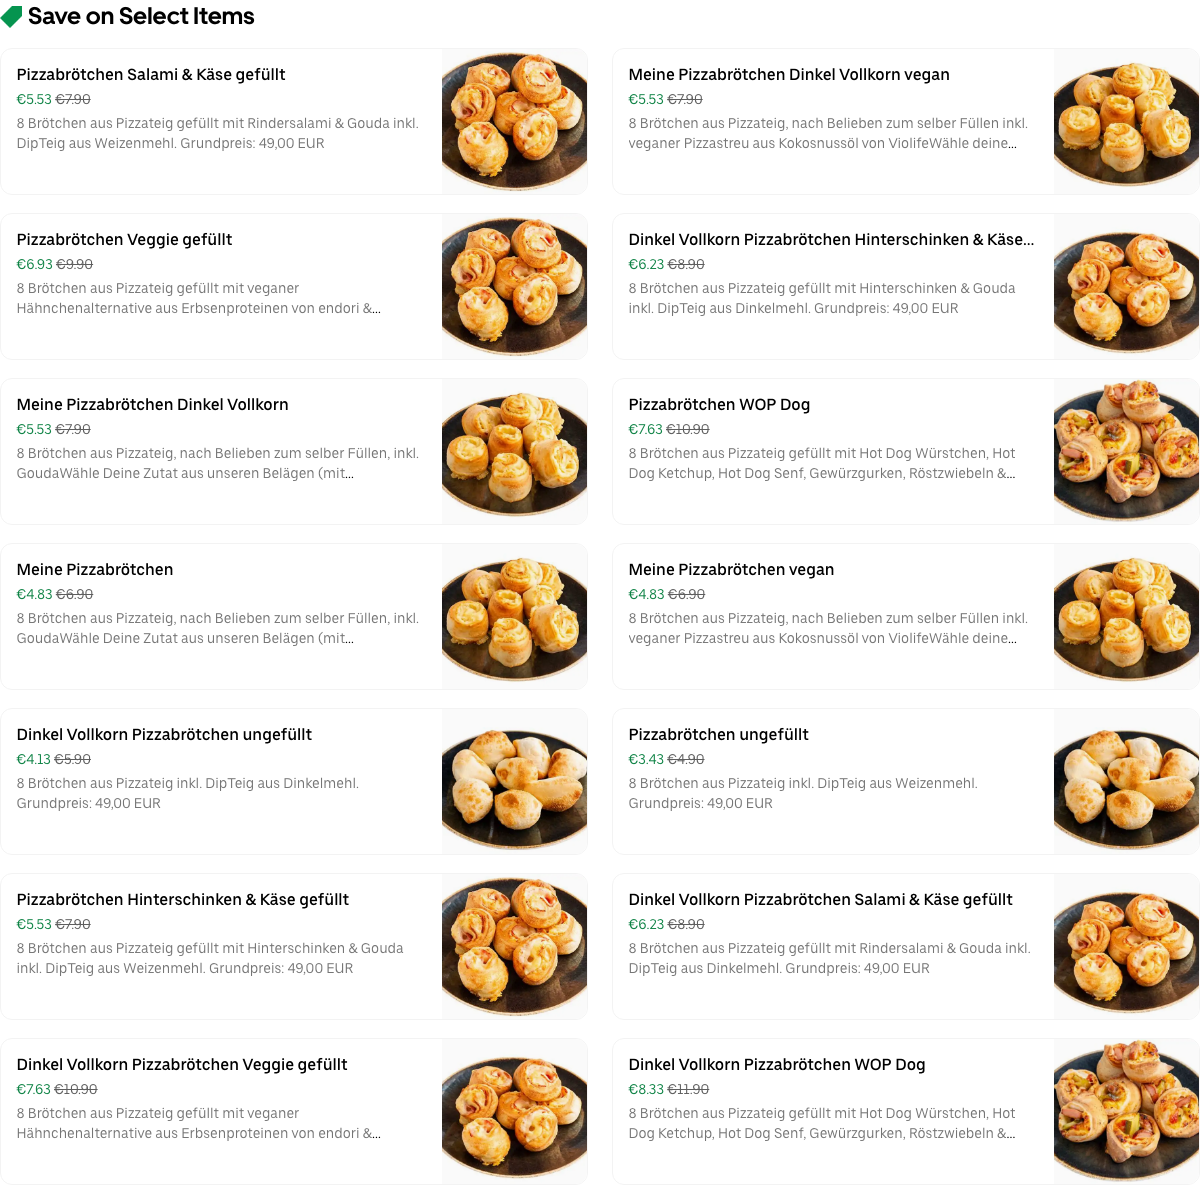 Save on Select Items
Pizzabrötchen Salami & Käse gefüllt
€5.53 €7.90
8 Brötchen aus Pizzateig gefüllt mit Rindersalami & Gouda inkl.
DipTeig aus Weizenmehl. Grundpreis: 49,00 EUR
Meine Pizzabrötchen Dinkel Vollkorn vegan
€5.53 €7.90
8 Brötchen aus Pizzateig, nach Belieben zum selber Füllen inkl.
veganer Pizzastreu aus Kokosnussöl von ViolifeWähle deine...
Pizzabrötchen Veggie gefüllt
€6.93 €9.90
8 Brötchen aus Pizzateig gefüllt mit veganer
Hähnchenalternative aus Erbsenproteinen von endori &...
Dinkel Vollkorn Pizzabrötchen Hinterschinken & Käse...
€6.23 €8.90
8 Brötchen aus Pizzateig gefüllt mit Hinterschinken & Gouda
inkl. DipTeig aus Dinkelmehl. Grundpreis: 49,00 EUR
Meine Pizzabrötchen Dinkel Vollkorn
€5.53 €7.90
8 Brötchen aus Pizzateig, nach Belieben zum selber Füllen, inkl.
GoudaWähle Deine Zutat aus unseren Belägen (mit...
Pizzabrötchen WOP Dog
€7.63 €10.90
8 Brötchen aus Pizzateig gefüllt mit Hot Dog Würstchen, Hot
Dog Ketchup, Hot Dog Senf, Gewürzgurken, Röstzwiebeln &...
Meine Pizzabrötchen
€4.83 €6.90
8 Brötchen aus Pizzateig, nach Belieben zum selber Füllen, inkl.
GoudaWähle Deine Zutat aus unseren Belägen (mit...
Meine Pizzabrötchen vegan
€4.83 €6.90
8 Brötchen aus Pizzateig, nach Belieben zum selber Füllen inkl.
veganer Pizzastreu aus Kokosnussöl von ViolifeWähle deine...
Dinkel Vollkorn Pizzabrötchen ungefüllt
€4.13 €5.90
8 Brötchen aus Pizzateig inkl. DipTeig aus Dinkelmehl.
Grundpreis: 49,00 EUR
Pizzabrötchen ungefüllt
€3.43 €4.90
8 Brötchen aus Pizzateig inkl. DipTeig aus Weizenmehl.
Grundpreis: 49,00 EUR
Pizzabrötchen Hinterschinken & Käse gefüllt
€5.53 €7.90
8 Brötchen aus Pizzateig gefüllt mit Hinterschinken & Gouda
inkl. DipTeig aus Weizenmehl. Grundpreis: 49,00 EUR
Dinkel Vollkorn Pizzabrötchen Salami & Käse gefüllt
€6.23 €8.90
8 Brötchen aus Pizzateig gefüllt mit Rindersalami & Gouda inkl.
DipTeig aus Dinkelmehl. Grundpreis: 49,00 EUR
Dinkel Vollkorn Pizzabrötchen Veggie gefüllt
€7.63 €10.90
8 Brötchen aus Pizzateig gefüllt mit veganer
Hähnchenalternative aus Erbsenproteinen von endori &...
Dinkel Vollkorn Pizzabrötchen WOP Dog
€8.33 €11.90
8 Brötchen aus Pizzateig gefüllt mit Hot Dog Würstchen, Hot
Dog Ketchup, Hot Dog Senf, Gewürzgurken, Röstzwiebeln &...